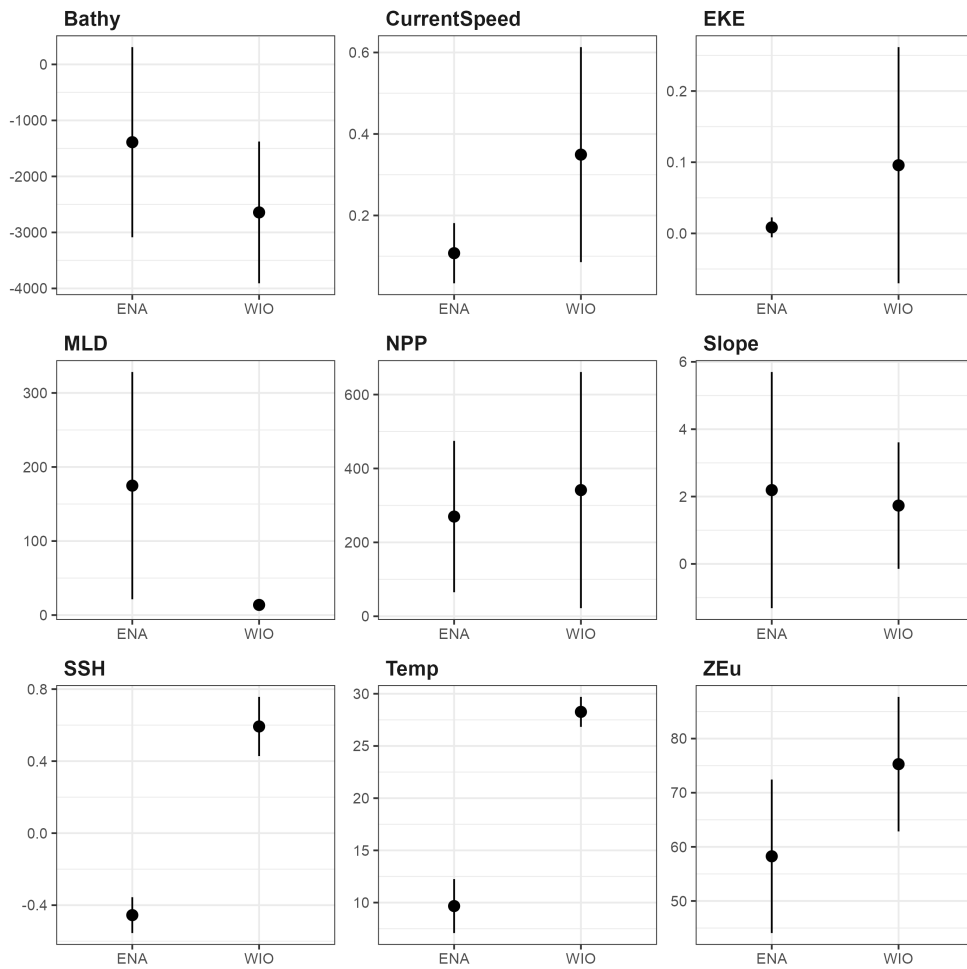 Bathy
0
-1000
-2000
-3000
-4000
ENA WIO
CurrentSpeed
0.6
0.4
0.2
ENA WIO
EKE
0.2
0.1
0.0
ENA WIO
MLD
300
200
100
0
ENA WIO
NPP
600
400
200
0
ENA WIO
Slope
6
4
2
0
ENA WIO
SSH
0.8
0.4
0.0
-0.4
ENA WIO
Temp
30
25
20
15
10
ENA WIO
ZEu
80
70
60
50
ENA WIO